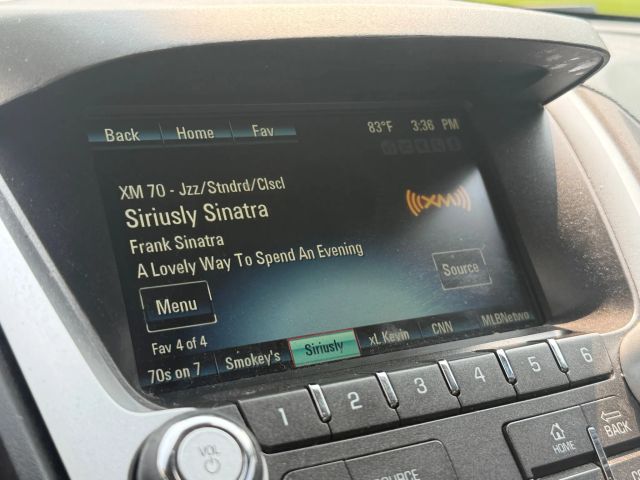 Back Home Fav 83°F 3:36 PM
XM 70 - Jzz/Stndrd/Clscl
Siriusly Sinatra
((XM))
Frank Sinatra
A Lovely Way To Spend An Evening
Menu Source
Fav 4 of 4
70s on 7 Smokey's Siriusly xL Kevin CNN MLBNetwo
1 2 3 4 5 6
VOL SOURCE HOME BACK